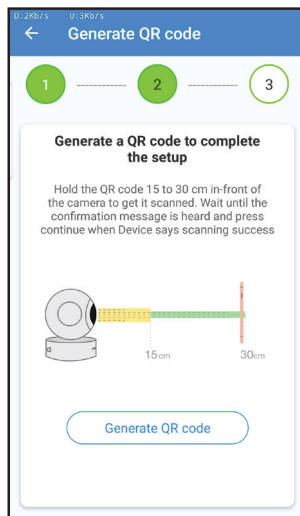 D:2Kb/s U:3Kb/s
← Generate QR code
1 2 3
Generate a QR code to complete
the setup
Hold the QR code 15 to 30 cm in-front of
the camera to get it scanned. Wait until the
confirmation message is heard and press
continue when Device says scanning success
15cm 30cm
Generate QR code